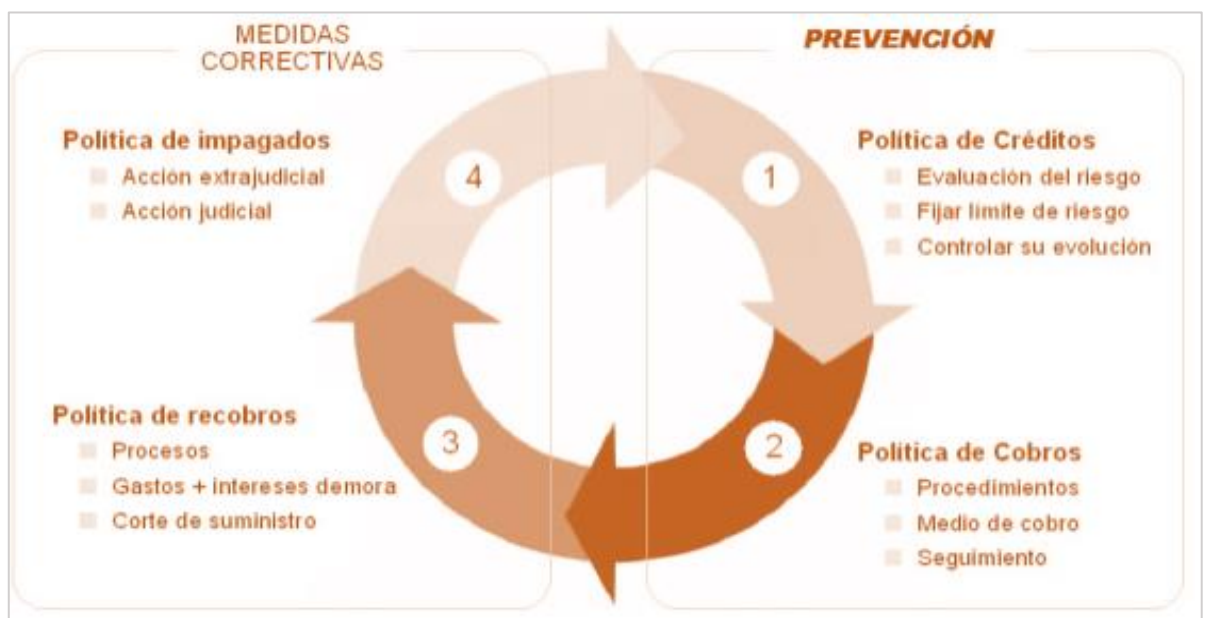 MEDIDAS
CORRECTIVAS
Política de impagados
Acción extrajudicial
Acción judicial
4
Política de recobros
Procesos
Gastos + intereses demora
Corte de suministro
3
PREVENCIÓN
1
Política de Créditos
Evaluación del riesgo
Fijar límite de riesgo
Controlar su evolución
2
Política de Cobros
Procedimientos
Medio de cobro
Seguimiento